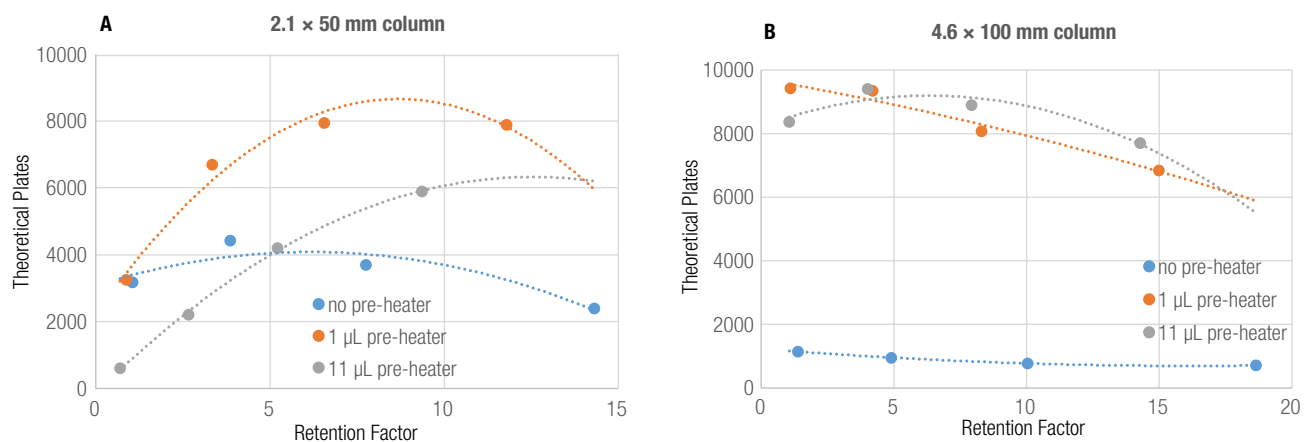 A
2.1 × 50 mm column
10000
8000
6000
4000
2000
0
Theoretical Plates
no pre-heater
1 µL pre-heater
11 µL pre-heater
0 5 10 15
Retention Factor
B
4.6 × 100 mm column
10000
8000
6000
4000
2000
0
Theoretical Plates
no pre-heater
1 µL pre-heater
11 µL pre-heater
0 5 10 15 20
Retention Factor